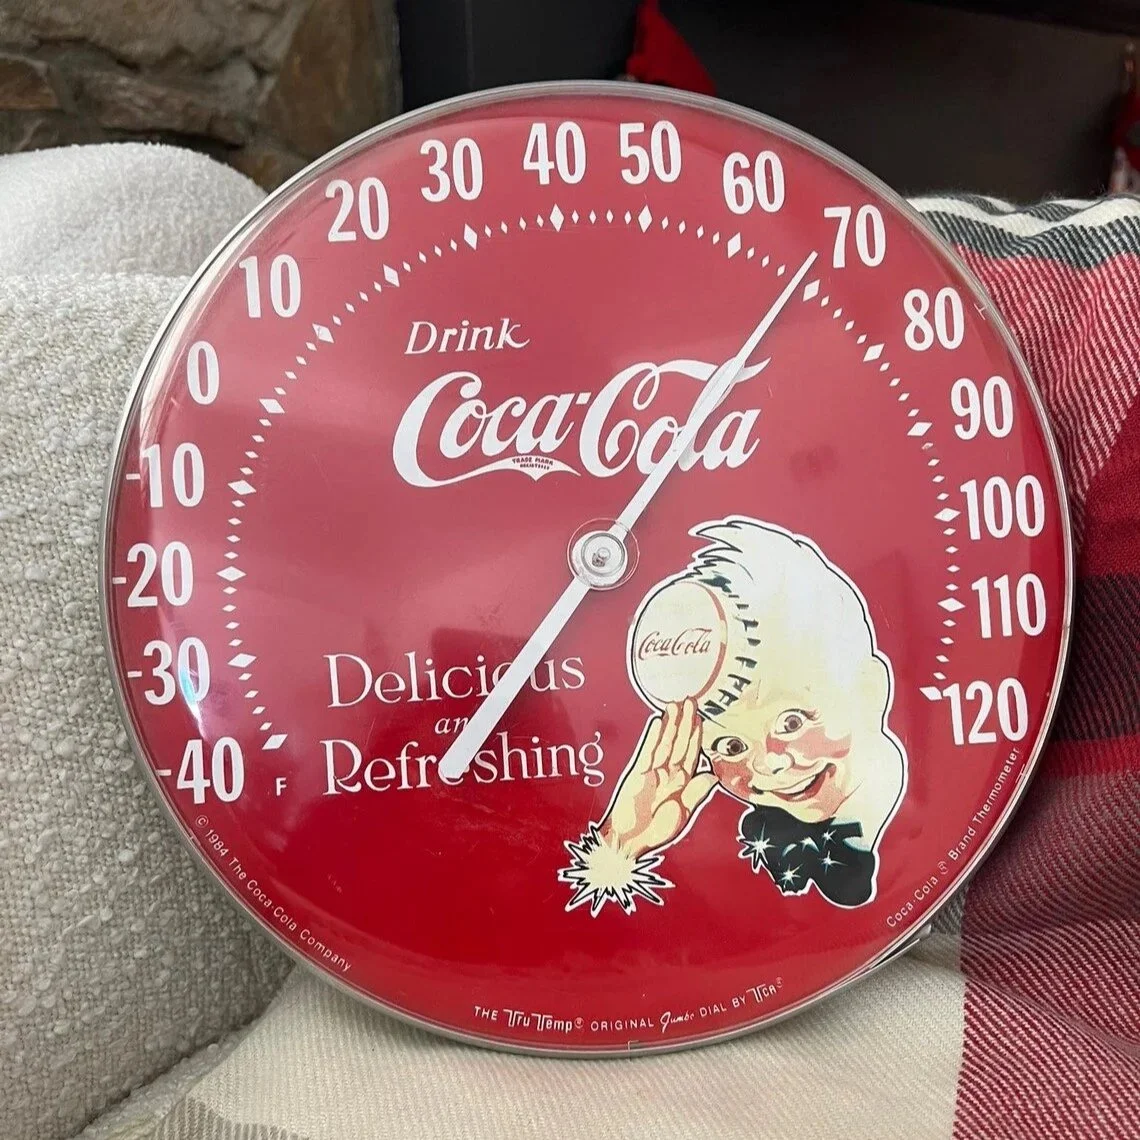 40 50
30 60
20 70
10 80
0 90
-10 100
-20 110
-30 120
-40 F
Drink
Coca-Cola
TRADE MARK
REGISTERED
Coca-Cola
Delicious
and
Refreshing
© 1984 The Coca-Cola Company
THE TruTemp® ORIGINAL Jumbo DIAL BY TCA®
Coca-Cola® Brand Thermometer